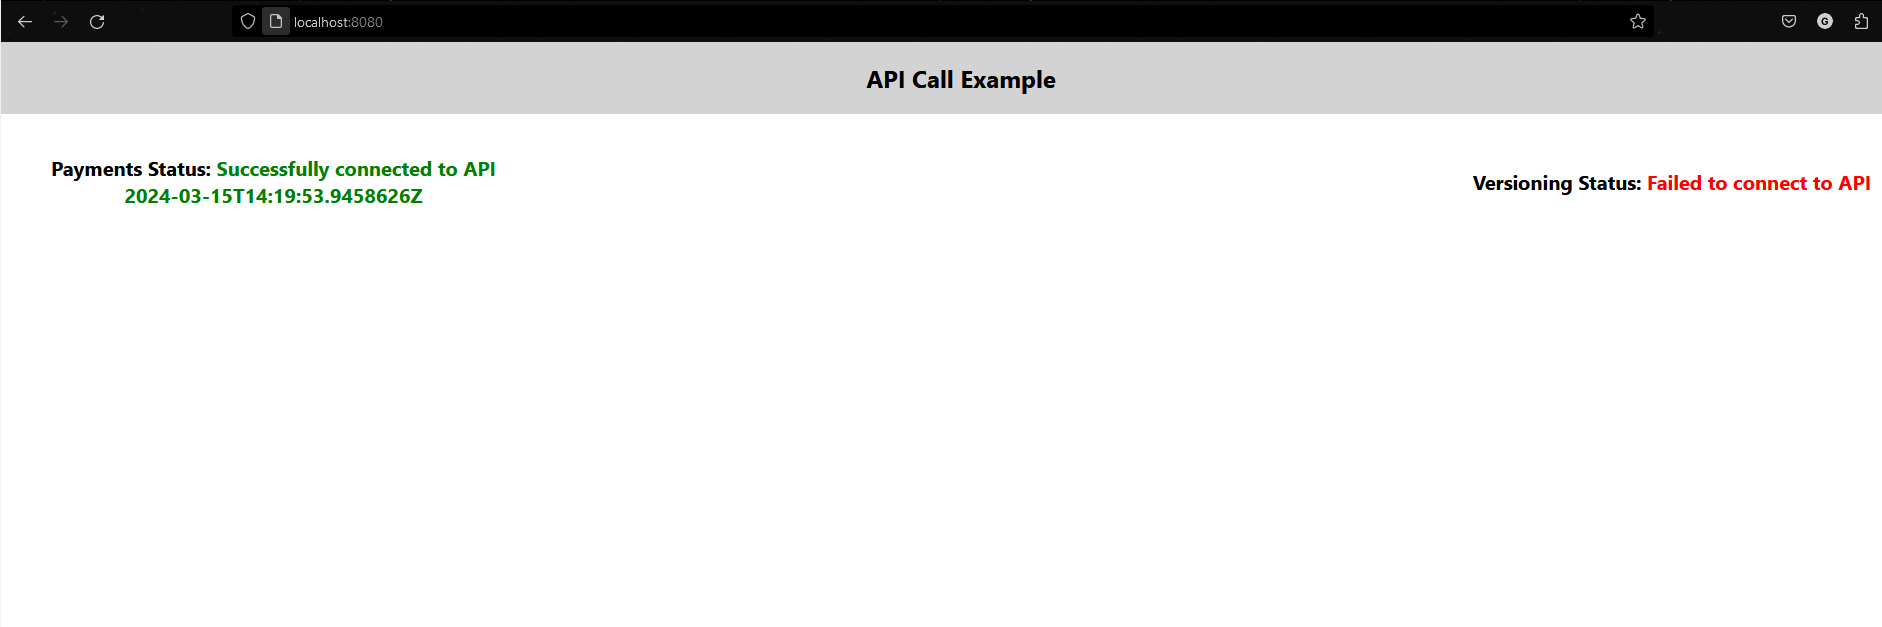 localhost:8080
G
API Call Example
Payments Status: Successfully connected to API
2024-03-15T14:19:53.9458626Z
Versioning Status: Failed to connect to API